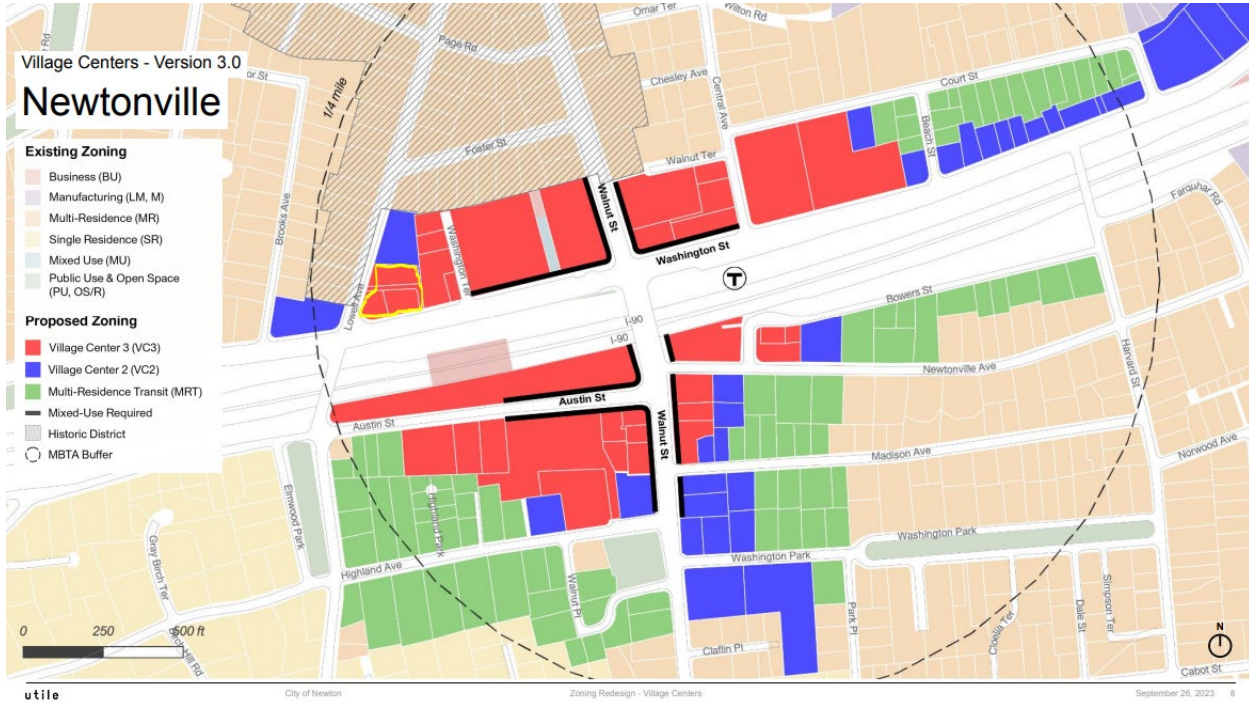 Village Centers - Version 3.0
Newtonville
Existing Zoning
Business (BU)
Manufacturing (LM, M)
Multi-Residence (MR)
Single Residence (SR)
Mixed Use (MU)
Public Use & Open Space
(PU, OS/R)
Proposed Zoning
Village Center 3 (VC3)
Village Center 2 (VC2)
Multi-Residence Transit (MRT)
Mixed-Use Required
Historic District
MBTA Buffer
Omar Ter
Wilton Rd
Page Rd
1/4 mile
Chesley Ave
Central Ave
Court St
Foster St
Walnut Ter
Beach St
Brooks Ave
Walnut St
Farquhar Rd
Washington Ter
Washington St
Lowell Ave
T
Bowers St
I-90
I-90
Newtonville Ave
Harvard St
Austin St
Austin St
Walnut St
Madison Ave
Norwood Ave
Elmwood Park
Highland Park
Gray Birch Ter
Washington Park
Washington Park
Highland Ave
Walnut Pl
Park Pl
Dale St
Simpson Ter
Cloelia Ter
Birch Hill Rd
Claflin Pl
Cabot St
0 250 500 ft
N
utile
City of Newton
Zoning Redesign - Village Centers
September 26, 2023 8